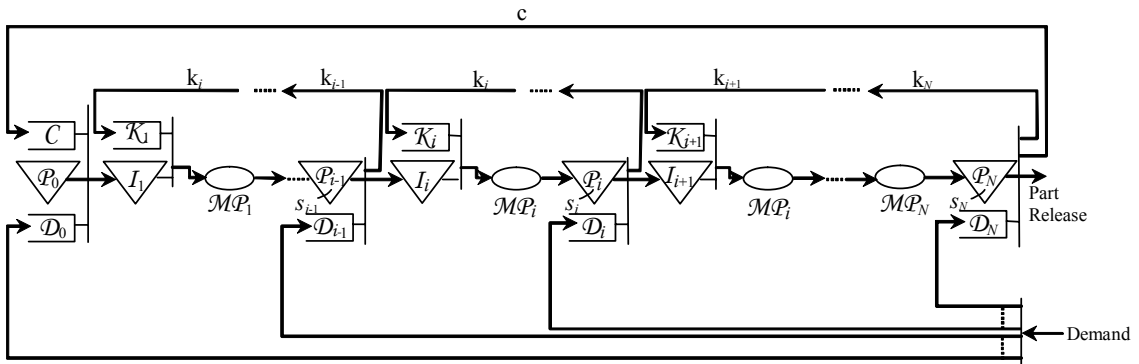 c
k_i k_{i-1} k_i k_{i+1} k_N
C K_1 K_i K_{i+1}
P_0 I_1 P_{i-1} I_i P_i I_{i+1} P_N
MP_1 MP_i MP_i MP_N
s_{i-1} s_i s_N
Part
Release
D_0 D_{i-1} D_i D_N
Demand